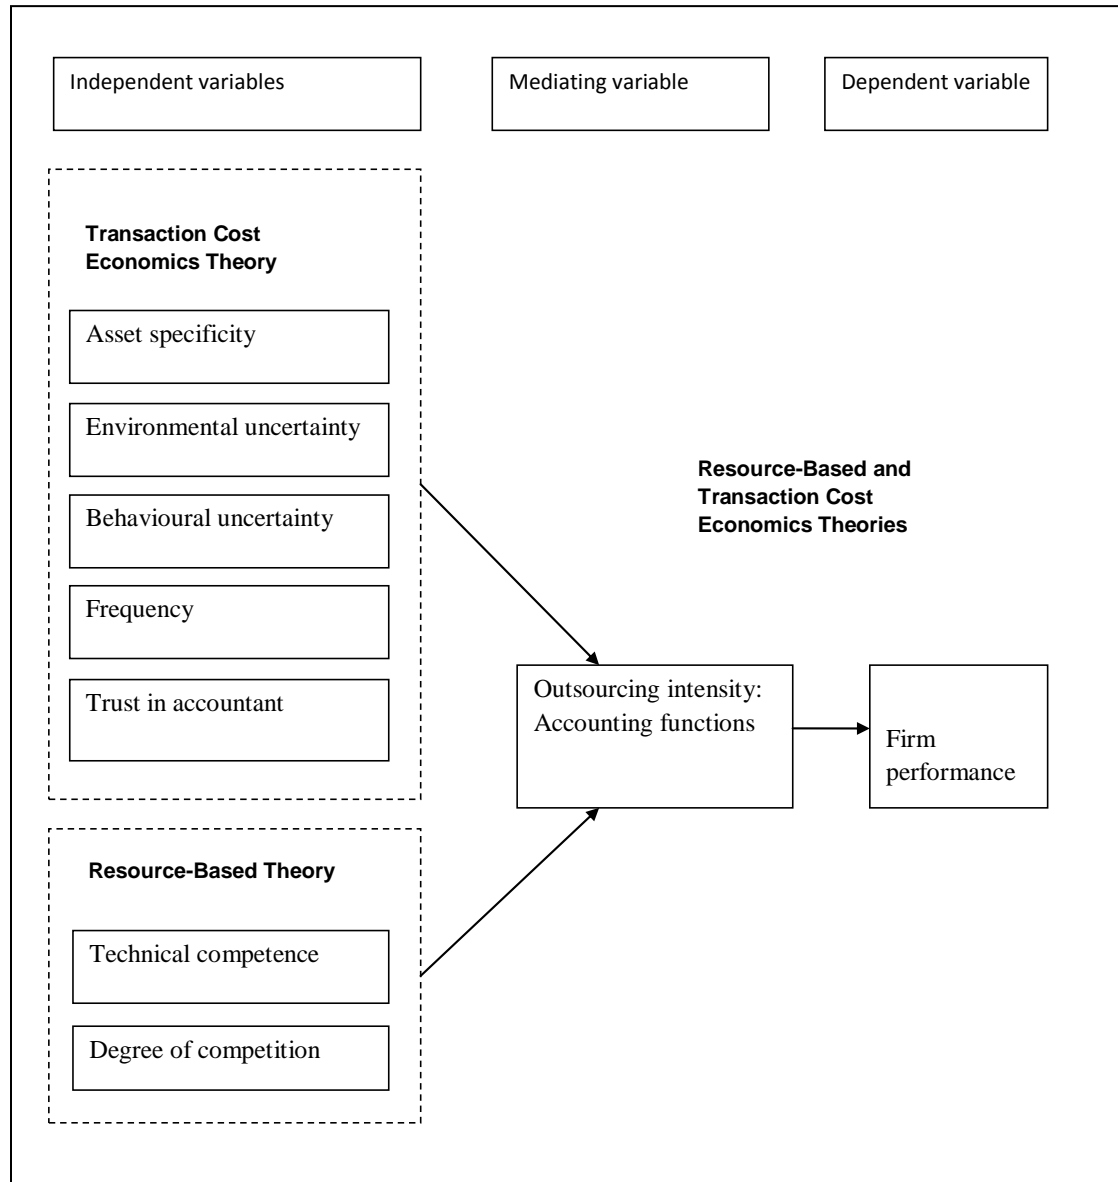 Independent variables
Mediating variable
Dependent variable
Transaction Cost
Economics Theory
Asset specificity
Environmental uncertainty
Behavioural uncertainty
Frequency
Trust in accountant
Resource-Based Theory
Technical competence
Degree of competition
Resource-Based and
Transaction Cost
Economics Theories
Outsourcing intensity:
Accounting functions
Firm
performance